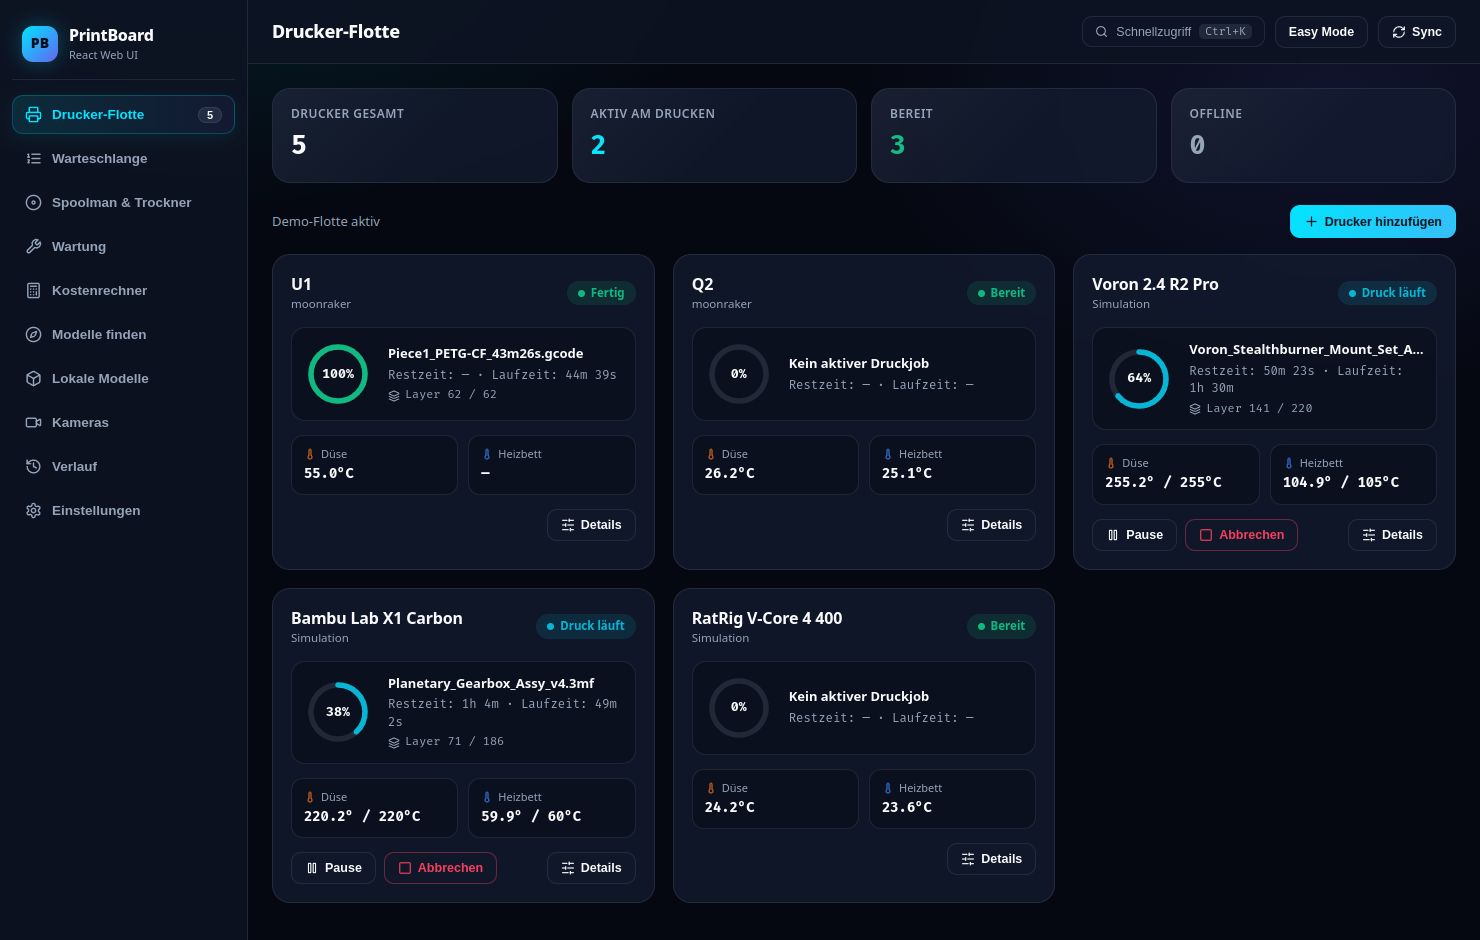 PB
PrintBoard
React Web UI
Drucker-Flotte
5
Warteschlange
Spoolman & Trockner
Wartung
Kostenrechner
Modelle finden
Lokale Modelle
Kameras
Verlauf
Einstellungen
Drucker-Flotte
Schnellzugriff Ctrl+K
Easy Mode
Sync
DRUCKER GESAMT
5
AKTIV AM DRUCKEN
2
BEREIT
3
OFFLINE
0
Demo-Flotte aktiv
Drucker hinzufügen
U1
moonraker
Fertig
100%
Piece1_PETG-CF_43m26s.gcode
Restzeit: — · Laufzeit: 44m 39s
Layer 62 / 62
Düse
55.0°C
Heizbett
—
Details
Q2
moonraker
Bereit
0%
Kein aktiver Druckjob
Restzeit: — · Laufzeit: —
Düse
26.2°C
Heizbett
25.1°C
Details
Voron 2.4 R2 Pro
Simulation
Druck läuft
64%
Voron_Stealthburner_Mount_Set_A...
Restzeit: 50m 23s · Laufzeit:
1h 30m
Layer 141 / 220
Düse
255.2° / 255°C
Heizbett
104.9° / 105°C
Pause
Abbrechen
Details
Bambu Lab X1 Carbon
Simulation
Druck läuft
38%
Planetary_Gearbox_Assy_v4.3mf
Restzeit: 1h 4m · Laufzeit: 49m
2s
Layer 71 / 186
Düse
220.2° / 220°C
Heizbett
59.9° / 60°C
Pause
Abbrechen
Details
RatRig V-Core 4 400
Simulation
Bereit
0%
Kein aktiver Druckjob
Restzeit: — · Laufzeit: —
Düse
24.2°C
Heizbett
23.6°C
Details